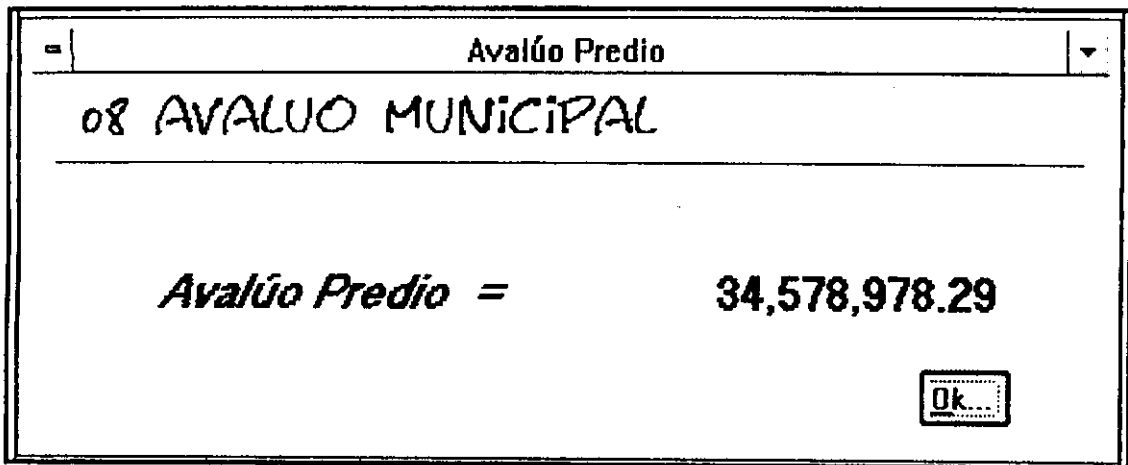 Avalúo Predio
08 AVALUO MUNiCiPAL
Avalúo Predio = 34,578,978.29
Ok...